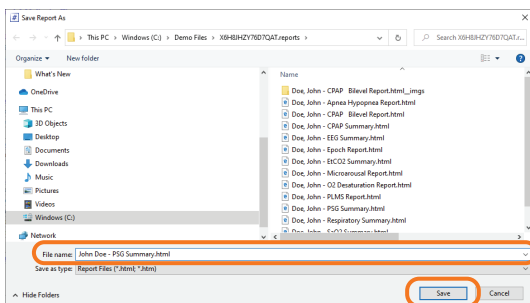 Save Report As
This PC > Windows (C:) > Demo Files > X6H8JHZY76D7QAT.reports >
Search X6H8JHZY76D7QAT.r...
Organize
New folder
What's New
OneDrive
This PC
3D Objects
Desktop
Documents
Downloads
Music
Pictures
Videos
Windows (C:)
Network
Name
Doe, John - CPAP Bilevel Report.html_imgs
Doe, John - Apnea Hypopnea Report.html
Doe, John - CPAP Bilevel Report.html
Doe, John - CPAP Summary.html
Doe, John - EEG Summary.html
Doe, John - Epoch Report.html
Doe, John - EtCO2 Summary.html
Doe, John - Microarousal Report.html
Doe, John - O2 Desaturation Report.html
Doe, John - PLMS Report.html
Doe, John - PSG Summary.html
Doe, John - Respiratory Summary.html
Doe, John - SaO2 Summary.html
File name: John Doe - PSG Summary.html
Save as type: Report Files (*.html; *.htm)
Hide Folders
Save
Cancel